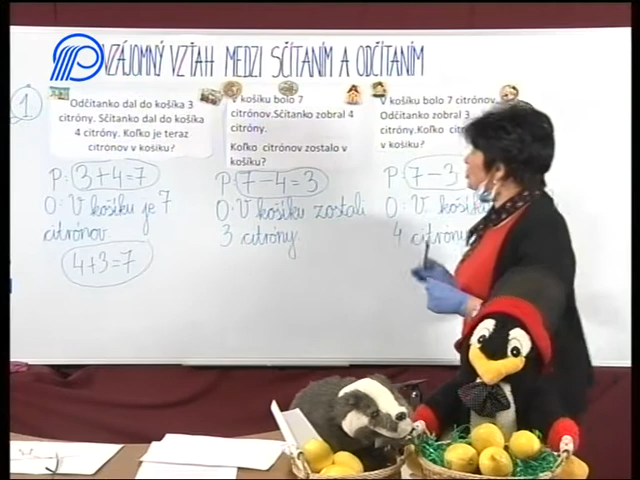 VZÁJOMNÝ VZŤAH MEDZI SČÍTANÍM A ODČÍTANÍM
1
Odčítanko dal do košíka 3
citróny. Sčítanko dal do košíka
4 citróny. Koľko je teraz
citrónov v košíku?
P: 3+4=7
O: V košíku je 7
citrónov.
4+3=7
V košíku bolo 7
citrónov.Sčítanko zobral 4
citróny.
Koľko citrónov zostalo v
košíku?
P: 7-4=3
O: V košíku zostali
3 citróny.
V košíku bolo 7 citrónov.
Odčítanko zobral 3
citróny.Koľko
v košíku?
P: 7-3
O: V košíku
4 citróny